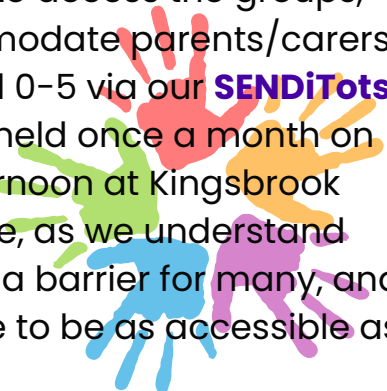 to access the groups,
modate parents/carers
0-5 via our SENDiTots
held once a month on
rnoon at Kingsbrook
e, as we understand
a barrier for many, and
e to be as accessible as